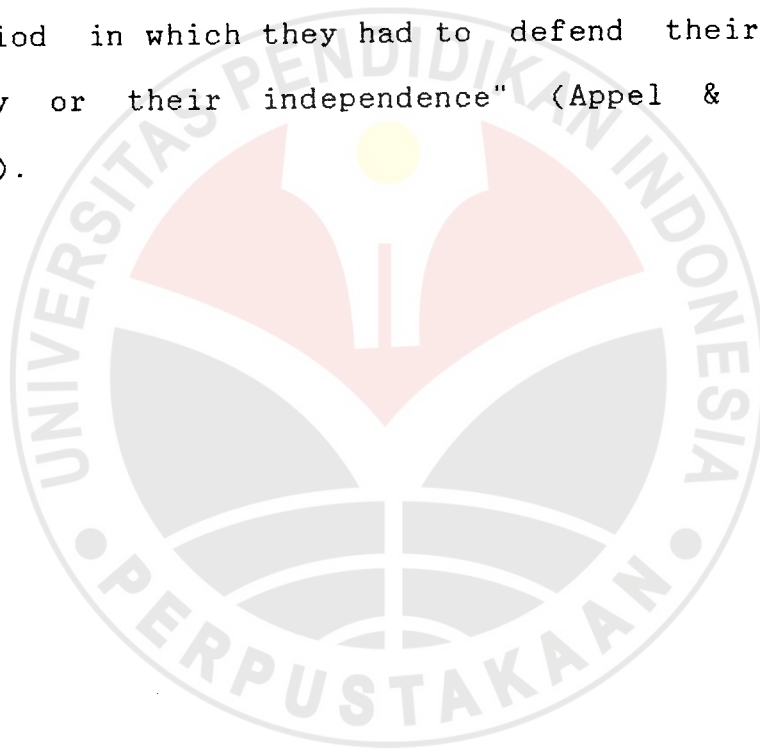 iod in which they had to defend their
y or their independence" (Appel &
).
UNIVERSITAS PENDIDIKAN INDONESIA
PERPUSTAKAAN